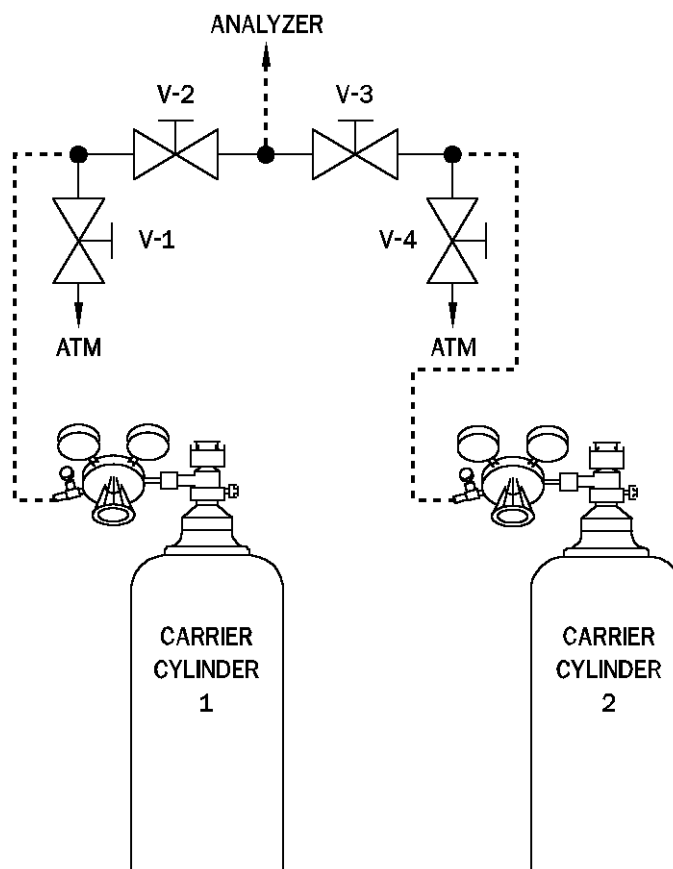 ANALYZER
V-2
V-3
V-1
V-4
ATM
ATM
CARRIER
CYLINDER
1
CARRIER
CYLINDER
2